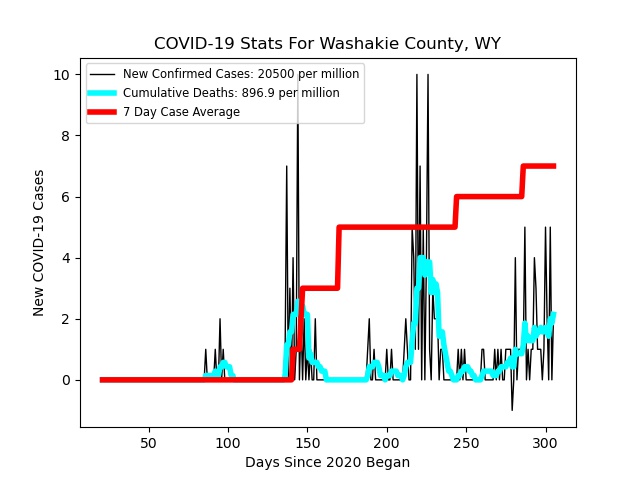 COVID-19 Stats For Washakie County, WY
New Confirmed Cases: 20500 per million
Cumulative Deaths: 896.9 per million
7 Day Case Average
New COVID-19 Cases
10
8
6
4
2
0
50 100 150 200 250 300
Days Since 2020 Began